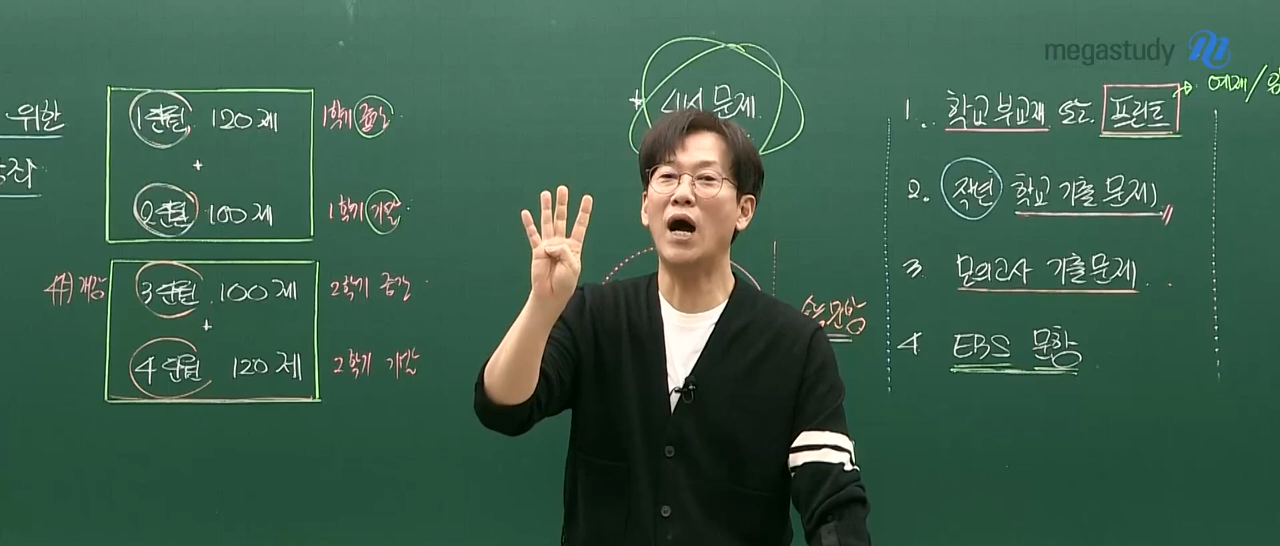 megastudy
위한
1단원 120제
+
2단원 100제
1학기 중간
1학기 기말
3단원 100제
+
4단원 120제
2학기 중간
2학기 기말
문제
1. 학교 부교재 또는 프린트
2. 작년 학교 기출 문제
3. 모의고사 기출문제
4. EBS 문항
예제/